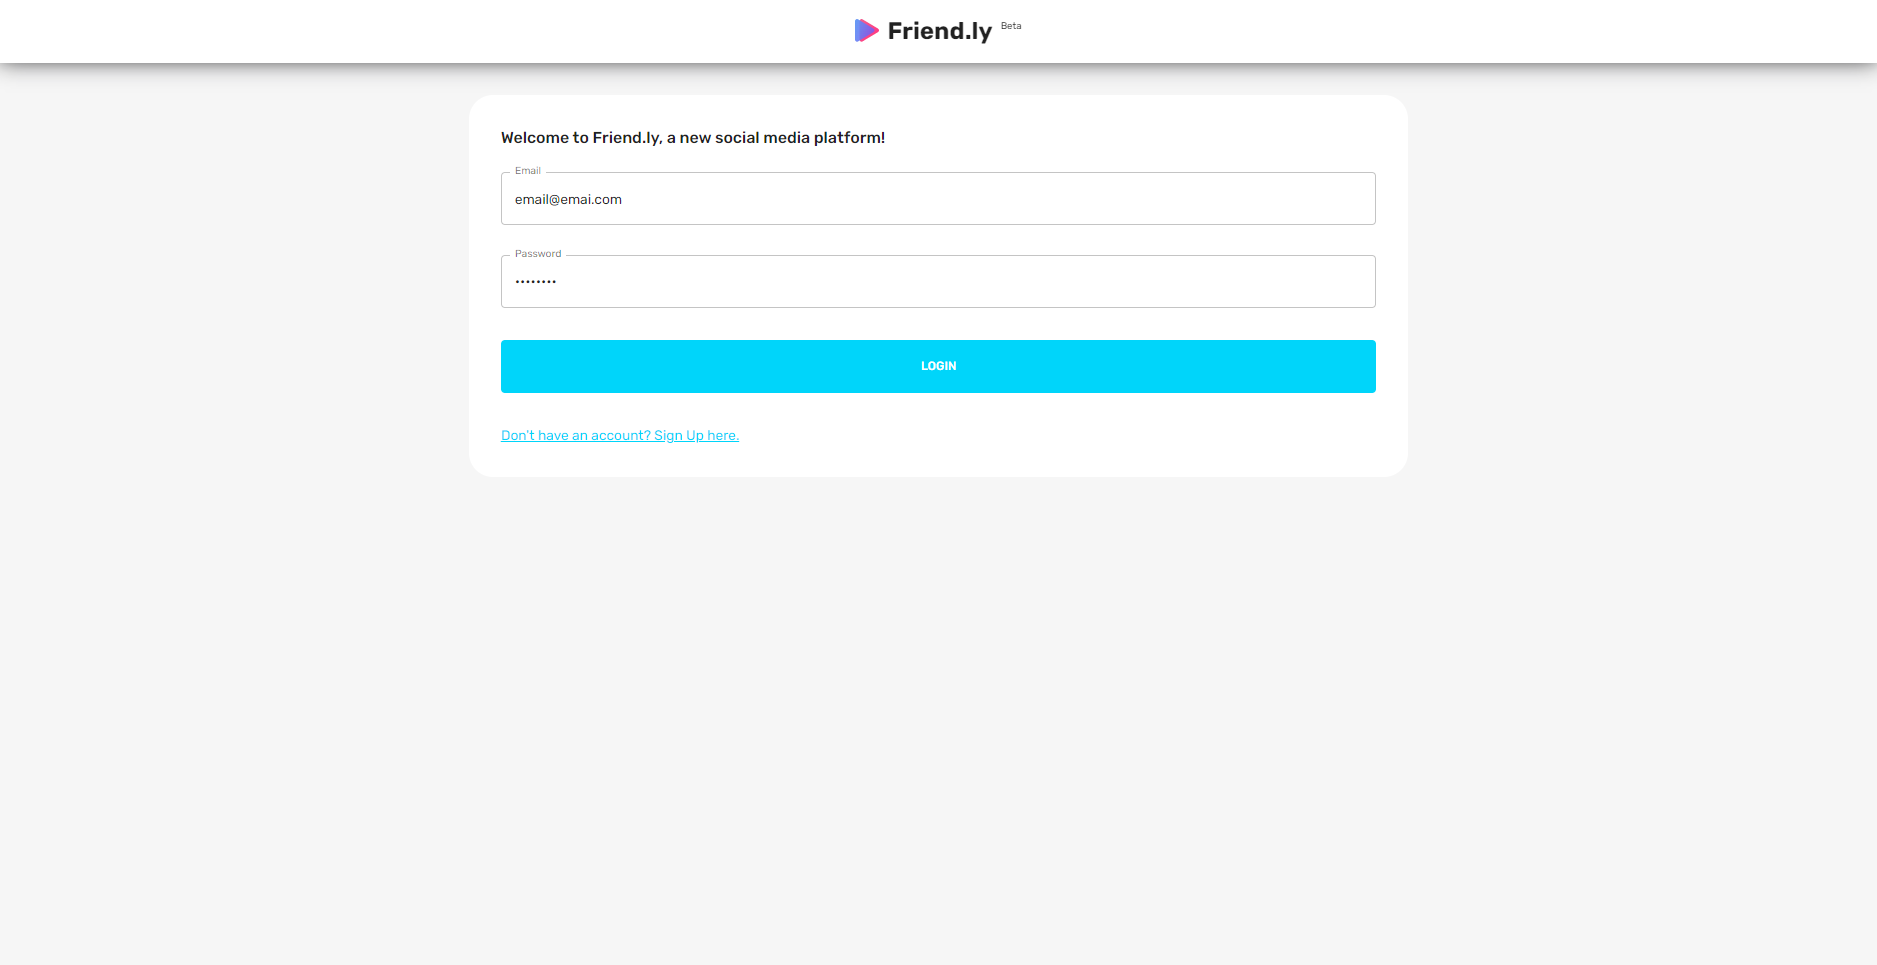 Friend.ly Beta
Welcome to Friend.ly, a new social media platform!
Email
email@emai.com
Password
••••••••
LOGIN
Don't have an account? Sign Up here.